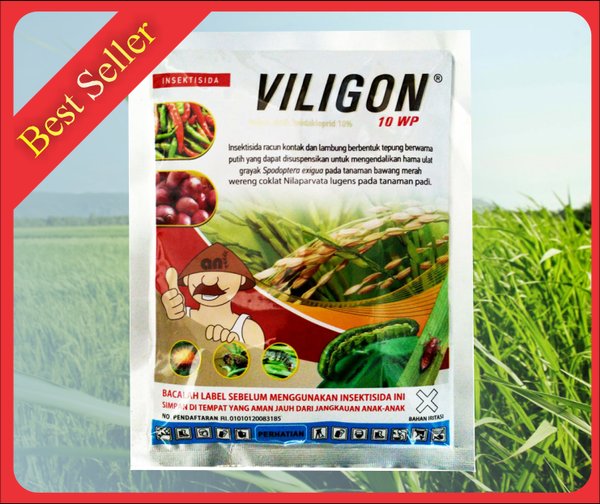 Best Seller
INSEKTISIDA
VILIGON®
10 WP
Imidakloprid 10%
Insektisida racun kontak dan lambung berbentuk tepung berwarna
putih yang dapat disuspensikan untuk mengendalikan hama ulat
grayak Spodoptera exigua pada tanaman bawang merah
wereng coklat Nilaparvata lugens pada tanaman padi.
an
BACALAH LABEL SEBELUM MENGGUNAKAN INSEKTISIDA INI
SIMPAN DI TEMPAT YANG AMAN JAUH DARI JANGKAUAN ANAK-ANAK
BAHAN IRITASI
NO PENDAFTARAN RI.01010120083185
PERHATIAN